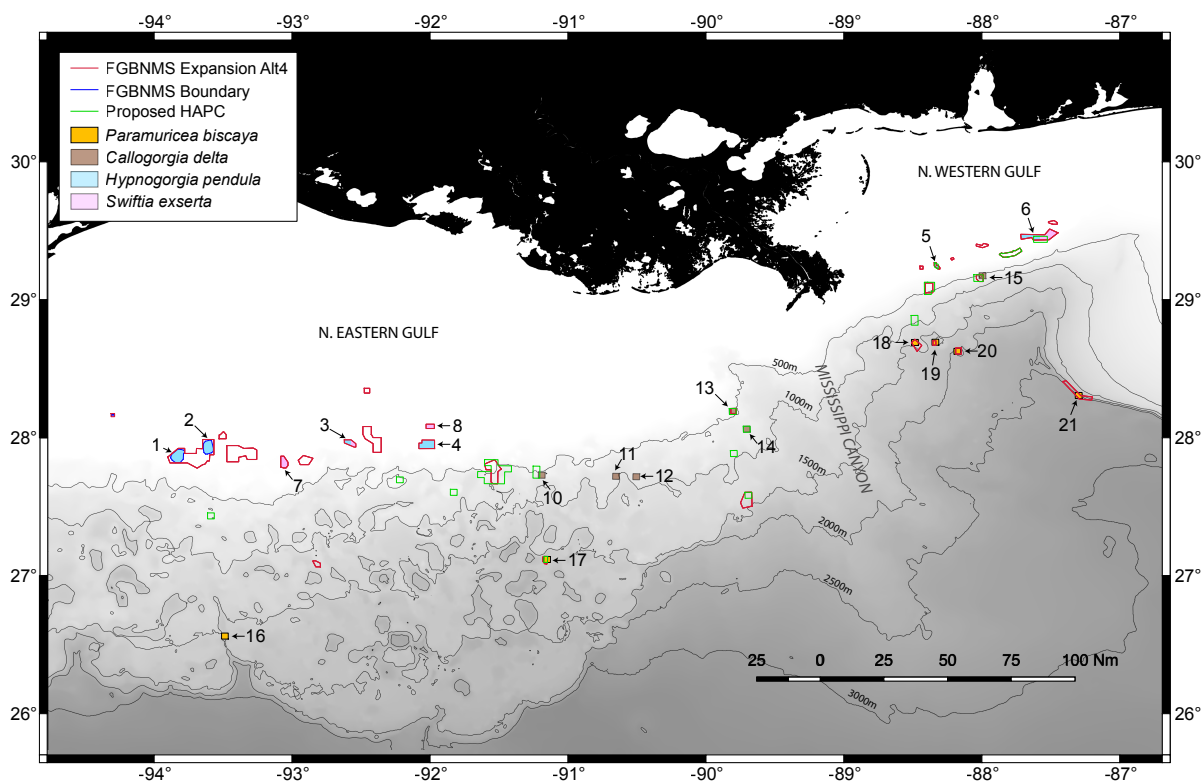 -94° -93° -92° -91° -90° -89° -88° -87°
FGBNMS Expansion Alt4
FGBNMS Boundary
Proposed HAPC
Paramuricea biscaya
Callogorgia delta
Hypnogorgia pendula
Swiftia exserta
30° 30°
N. WESTERN GULF
6
5
15
29° 29°
N. EASTERN GULF
18
19
20
500m
MISSISSIPPI CANYON
1000m
21
13
14
28° 28°
1
2
3
8
4
7
11
12
10
1500m
2000m
17
27° 27°
2500m
16
25 0 25 50 75 100 Nm
3000m
26° 26°
-94° -93° -92° -91° -90° -89° -88° -87°